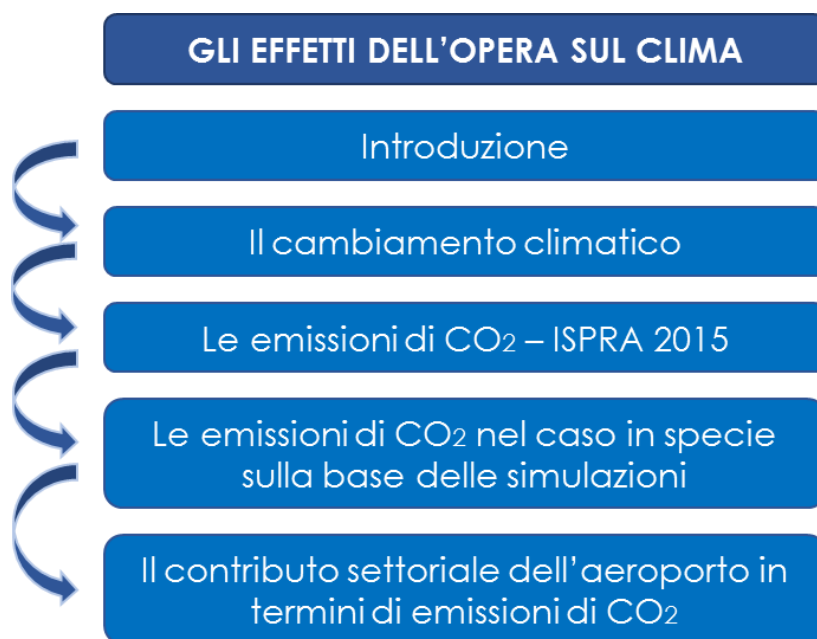 GLI EFFETTI DELL’OPERA SUL CLIMA
Introduzione
Il cambiamento climatico
Le emissioni di CO₂ – ISPRA 2015
Le emissioni di CO₂ nel caso in specie
sulla base delle simulazioni
Il contributo settoriale dell’aeroporto in
termini di emissioni di CO₂